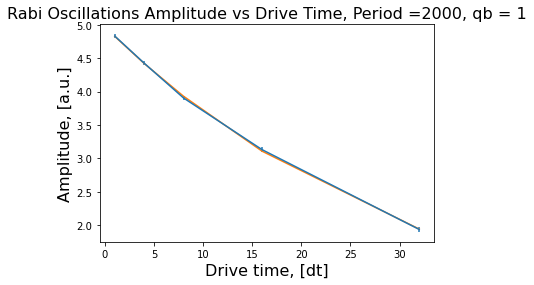 Rabi Oscillations Amplitude vs Drive Time, Period =2000, qb = 1
5.0
4.5
4.0
3.5
3.0
2.5
2.0
Amplitude, [a.u.]
0 5 10 15 20 25 30
Drive time, [dt]